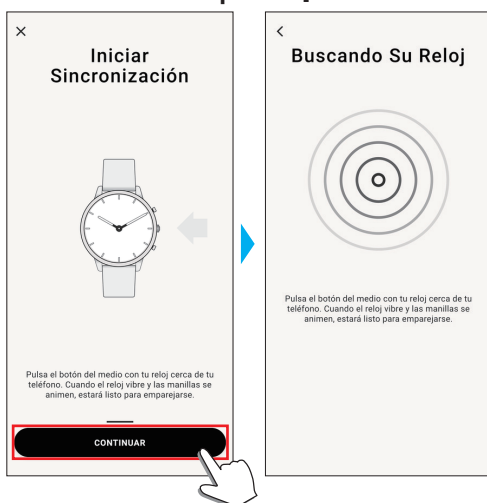 Iniciar
Sincronización
Pulsa el botón del medio con tu reloj cerca de tu
teléfono. Cuando el reloj vibre y las manillas se
animen, estará listo para emparejarse.
CONTINUAR
Buscando Su Reloj
Pulsa el botón del medio con tu reloj cerca de tu
teléfono. Cuando el reloj vibre y las manillas se
animen, estará listo para emparejarse.